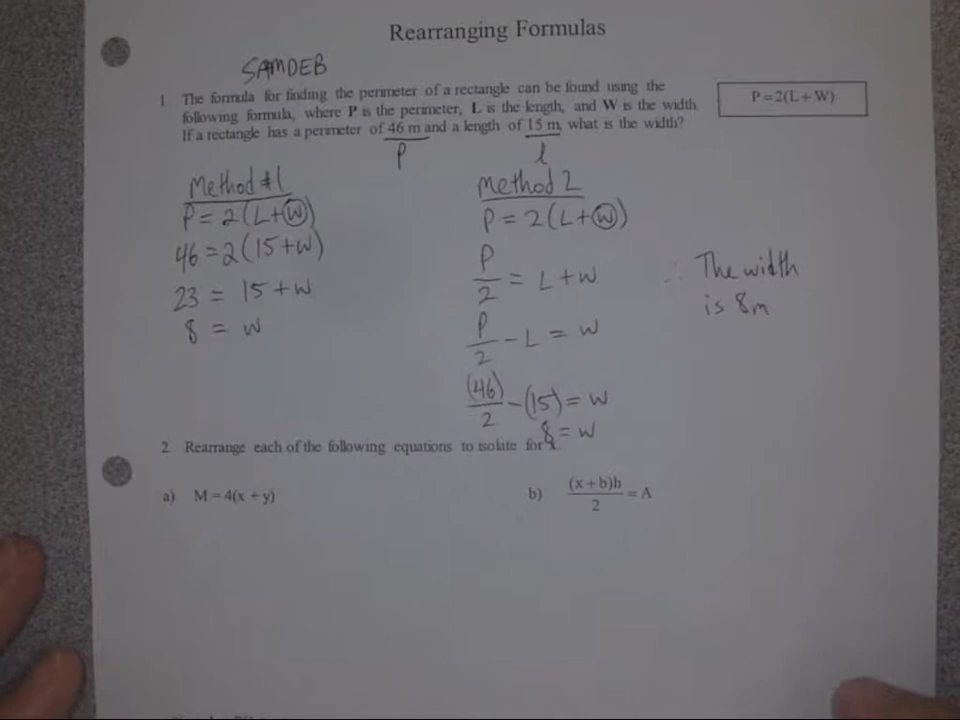 Rearranging Formulas
SAMDEB
1 The formula for finding the perimeter of a rectangle can be found using the
following formula, where P is the perimeter, L is the length, and W is the width.
If a rectangle has a perimeter of 46 m and a length of 15 m, what is the width?
P=2(L+W)
P
l
Method #1
P = 2(L+W)
46 = 2(15+W)
23 = 15 + W
8 = W
Method 2
P = 2(L+W)
P/2 = L + W
P/2 - L = W
(46)/2 - (15) = W
8 = W
∴ The width
is 8m
2 Rearrange each of the following equations to isolate for x.
a) M = 4(x + y)
b) (x + b)h/2 = A